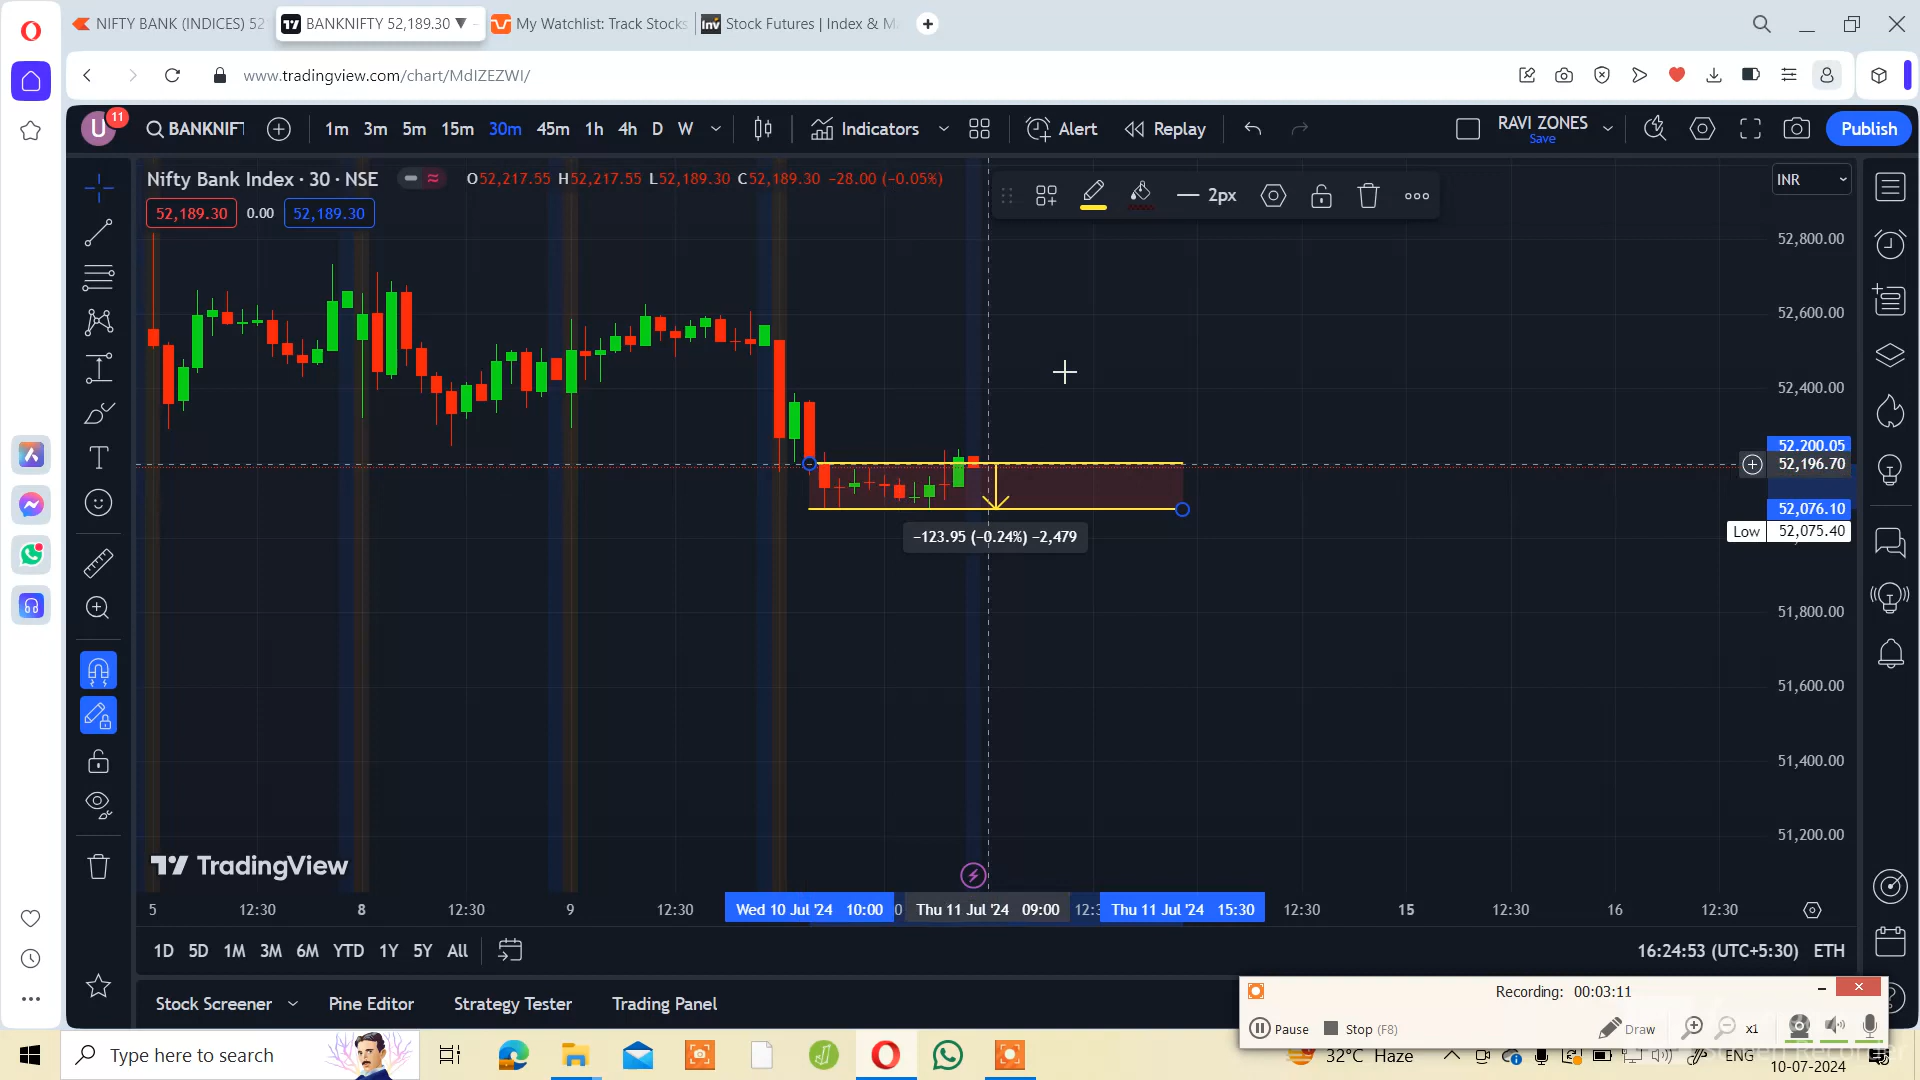 NIFTY BANK (INDICES) 52
BANKNIFTY 52,189.30 ▼
My Watchlist: Track Stocks
Stock Futures | Index & M
www.tradingview.com/chart/MdIZEZWI/
U
11
BANKNIFT
1m 3m 5m 15m 30m 45m 1h 4h D W
Indicators
Alert
Replay
RAVI ZONES
Save
Publish
Nifty Bank Index · 30 · NSE
O52,217.55 H52,217.55 L52,189.30 C52,189.30 −28.00 (−0.05%)
52,189.30 0.00 52,189.30
2px
INR
52,800.00
52,600.00
52,400.00
52,200.05
52,196.70
52,076.10
Low 52,075.40
−123.95 (−0.24%) −2,479
51,800.00
51,600.00
51,400.00
51,200.00
TradingView
5 12:30 8 12:30 9 12:30 Wed 10 Jul '24 10:00 Thu 11 Jul '24 09:00 Thu 11 Jul '24 15:30 12:30 15 12:30 16 12:30
1D 5D 1M 3M 6M YTD 1Y 5Y All
16:24:53 (UTC+5:30) ETH
Stock Screener Pine Editor Strategy Tester Trading Panel
Recording: 00:03:11
Pause Stop (F8) Draw x1
Type here to search
32°C Haze
ENG
10-07-2024